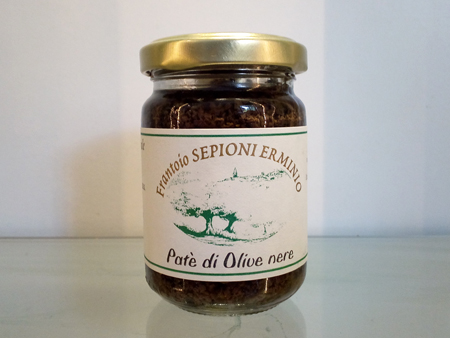 Frantoio SEPIONI ERMINIO
Patè di Olive nere